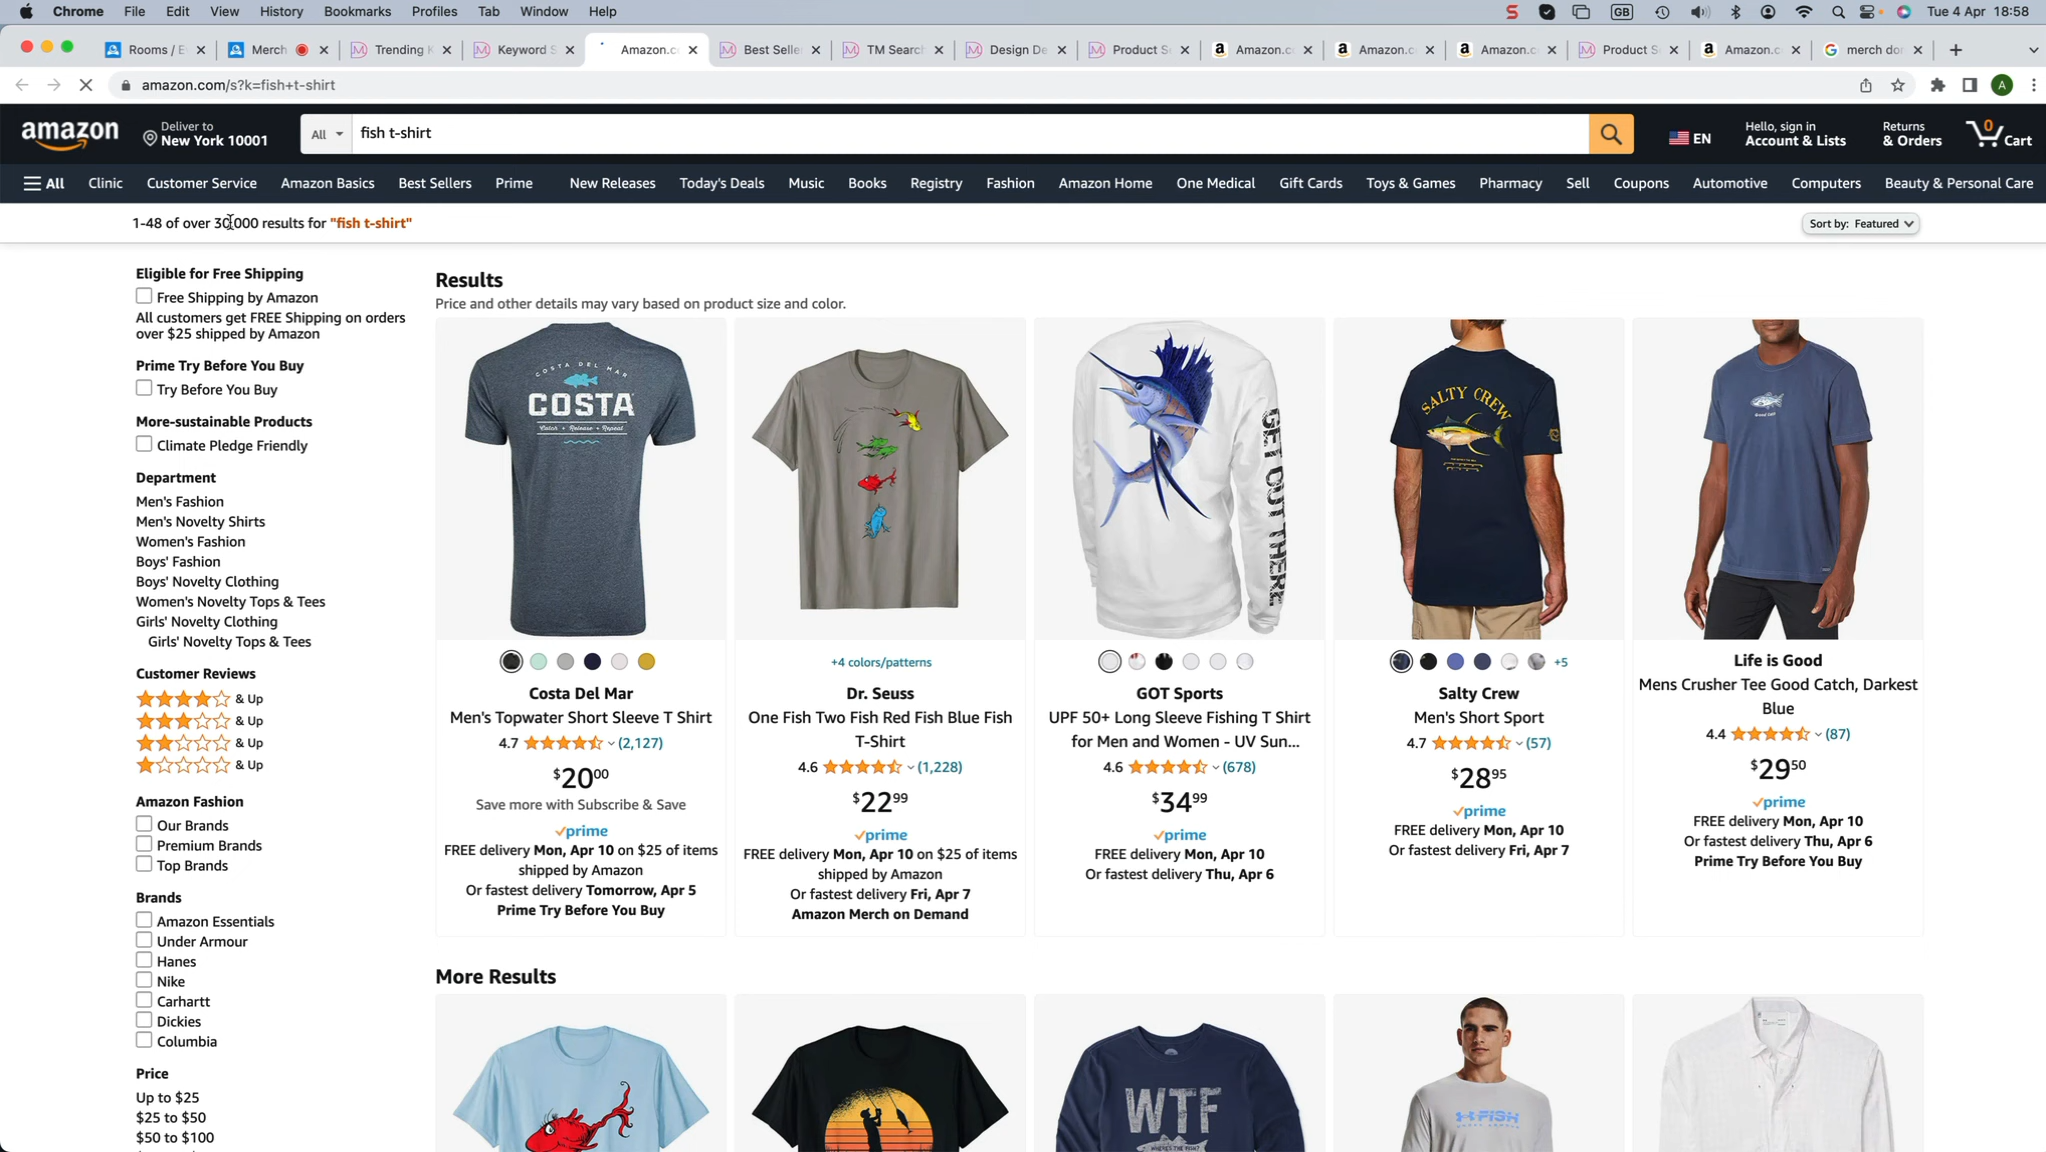 Chrome File Edit View History Bookmarks Profiles Tab Window Help
GB Tue 4 Apr 18:58
Rooms / E Merch Trending K Keyword S Amazon.c Best Selle TM Search Design De Product S Amazon.c Amazon.c Amazon.c Product S Amazon.c merch do
amazon.com/s?k=fish+t-shirt
A
amazon
Deliver to
New York 10001
All
fish t-shirt
EN
Hello, sign in
Account & Lists
Returns
& Orders
0
Cart
All Clinic Customer Service Amazon Basics Best Sellers Prime New Releases Today's Deals Music Books Registry Fashion Amazon Home One Medical Gift Cards Toys & Games Pharmacy Sell Coupons Automotive Computers Beauty & Personal Care
1-48 of over 30,000 results for "fish t-shirt"
Sort by: Featured
Eligible for Free Shipping
Free Shipping by Amazon
All customers get FREE Shipping on orders
over $25 shipped by Amazon
Prime Try Before You Buy
Try Before You Buy
More-sustainable Products
Climate Pledge Friendly
Department
Men's Fashion
Men's Novelty Shirts
Women's Fashion
Boys' Fashion
Boys' Novelty Clothing
Women's Novelty Tops & Tees
Girls' Novelty Clothing
Girls' Novelty Tops & Tees
Customer Reviews
& Up
& Up
& Up
& Up
Amazon Fashion
Our Brands
Premium Brands
Top Brands
Brands
Amazon Essentials
Under Armour
Hanes
Nike
Carhartt
Dickies
Columbia
Price
Up to $25
$25 to $50
$50 to $100
Results
Price and other details may vary based on product size and color.
COSTA DEL MAR
COSTA
Catch + Release + Repeat
Costa Del Mar
Men's Topwater Short Sleeve T Shirt
4.7 (2,127)
$20 00
Save more with Subscribe & Save
prime
FREE delivery Mon, Apr 10 on $25 of items
shipped by Amazon
Or fastest delivery Tomorrow, Apr 5
Prime Try Before You Buy
+4 colors/patterns
Dr. Seuss
One Fish Two Fish Red Fish Blue Fish
T-Shirt
4.6 (1,228)
$22 99
prime
FREE delivery Mon, Apr 10 on $25 of items
shipped by Amazon
Or fastest delivery Fri, Apr 7
Amazon Merch on Demand
GET OUT THERE
GOT Sports
UPF 50+ Long Sleeve Fishing T Shirt
for Men and Women - UV Sun...
4.6 (678)
$34 99
prime
FREE delivery Mon, Apr 10
Or fastest delivery Thu, Apr 6
SALTY CREW
+5
Salty Crew
Men's Short Sport
4.7 (57)
$28 95
prime
FREE delivery Mon, Apr 10
Or fastest delivery Fri, Apr 7
Life is Good
Mens Crusher Tee Good Catch, Darkest
Blue
4.4 (87)
$29 50
prime
FREE delivery Mon, Apr 10
Or fastest delivery Thu, Apr 6
Prime Try Before You Buy
More Results
WTF
WHERE'S THE FISH?
FISH